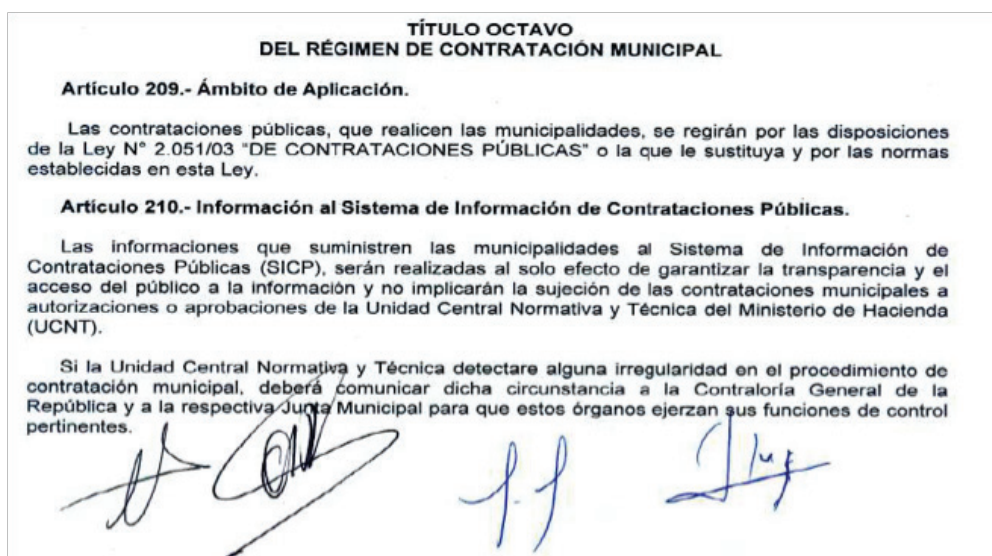 TÍTULO OCTAVO
DEL RÉGIMEN DE CONTRATACIÓN MUNICIPAL
Artículo 209.- Ámbito de Aplicación.
Las contrataciones públicas, que realicen las municipalidades, se regirán por las disposiciones
de la Ley N° 2.051/03 “DE CONTRATACIONES PÚBLICAS” o la que le sustituya y por las normas
establecidas en esta Ley.
Artículo 210.- Información al Sistema de Información de Contrataciones Públicas.
Las informaciones que suministren las municipalidades al Sistema de Información de
Contrataciones Públicas (SICP), serán realizadas al solo efecto de garantizar la transparencia y el
acceso del público a la información y no implicarán la sujeción de las contrataciones municipales a
autorizaciones o aprobaciones de la Unidad Central Normativa y Técnica del Ministerio de Hacienda
(UCNT).
Si la Unidad Central Normativa y Técnica detectare alguna irregularidad en el procedimiento de
contratación municipal, deberá comunicar dicha circunstancia a la Contraloría General de la
República y a la respectiva Junta Municipal para que estos órganos ejerzan sus funciones de control
pertinentes.